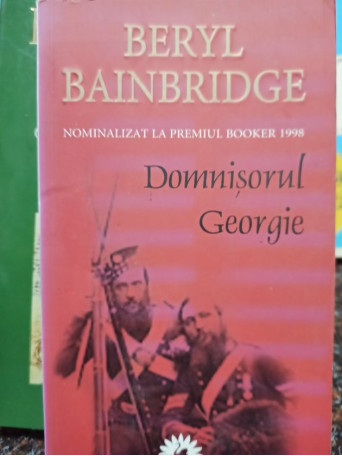 BERYL
BAINBRIDGE
NOMINALIZAT LA PREMIUL BOOKER 1998
Domnișorul
Georgie